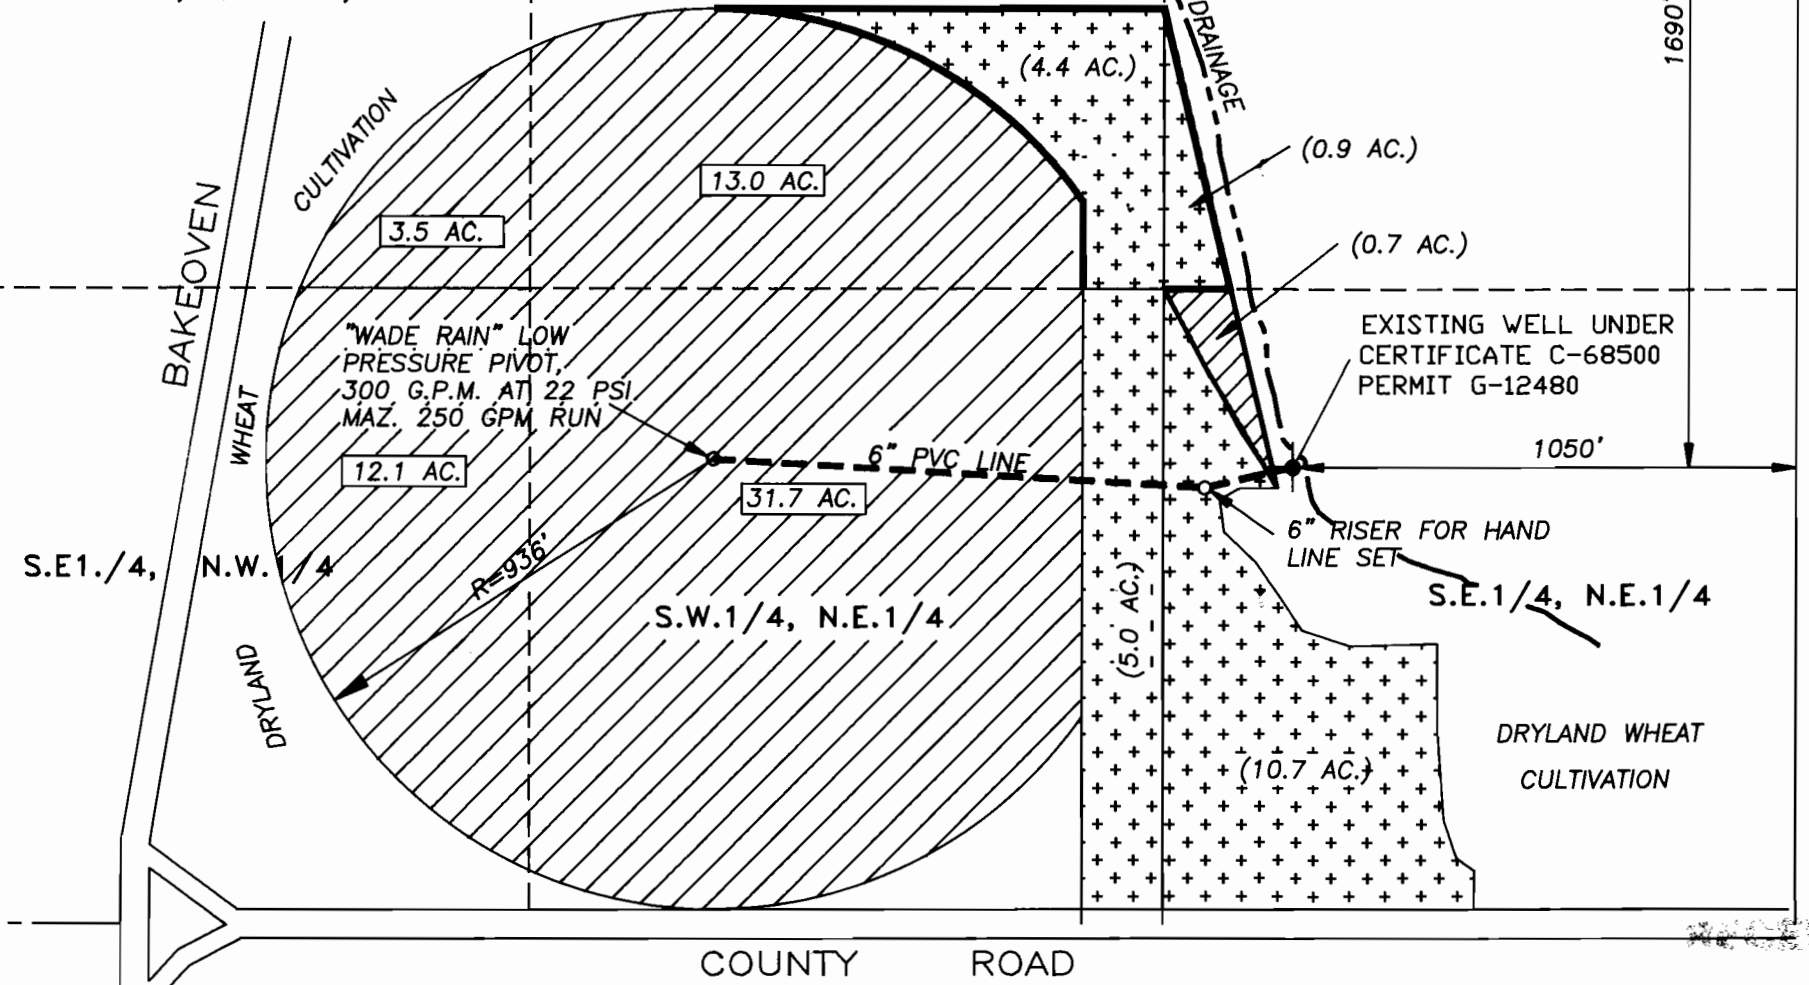 DRAINAGE
1690'
(4.4 AC.)
CULTIVATION
(0.9 AC.)
13.0 AC.
3.5 AC.
(0.7 AC.)
BAKEOVEN
"WADE RAIN" LOW
PRESSURE PIVOT,
300 G.P.M. AT 22 PSI
MAZ. 250 GPM RUN
EXISTING WELL UNDER
CERTIFICATE C-68500
PERMIT G-12480
WHEAT
12.1 AC.
6" PVC LINE
1050'
31.7 AC.
6" RISER FOR HAND
LINE SET
R=936'
S.E1./4, N.W.1/4
S.W.1/4, N.E.1/4
(5.0 AC.)
S.E.1/4, N.E.1/4
DRYLAND
(10.7 AC.)
DRYLAND WHEAT
CULTIVATION
COUNTY ROAD